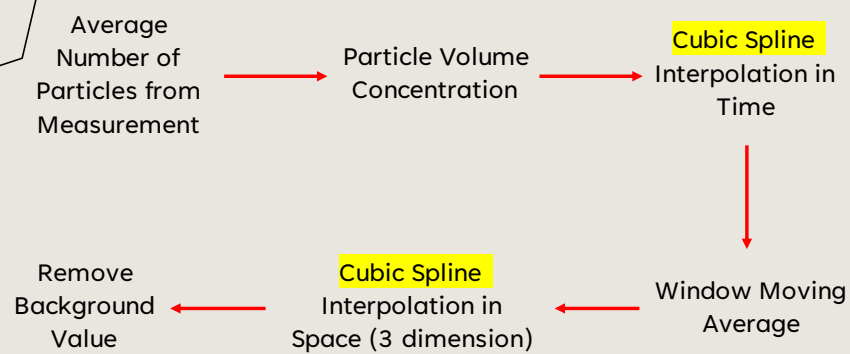 Average
Number of
Particles from
Measurement
Particle Volume
Concentration
Cubic Spline
Interpolation in
Time
Window Moving
Average
Cubic Spline
Interpolation in
Space (3 dimension)
Remove
Background
Value